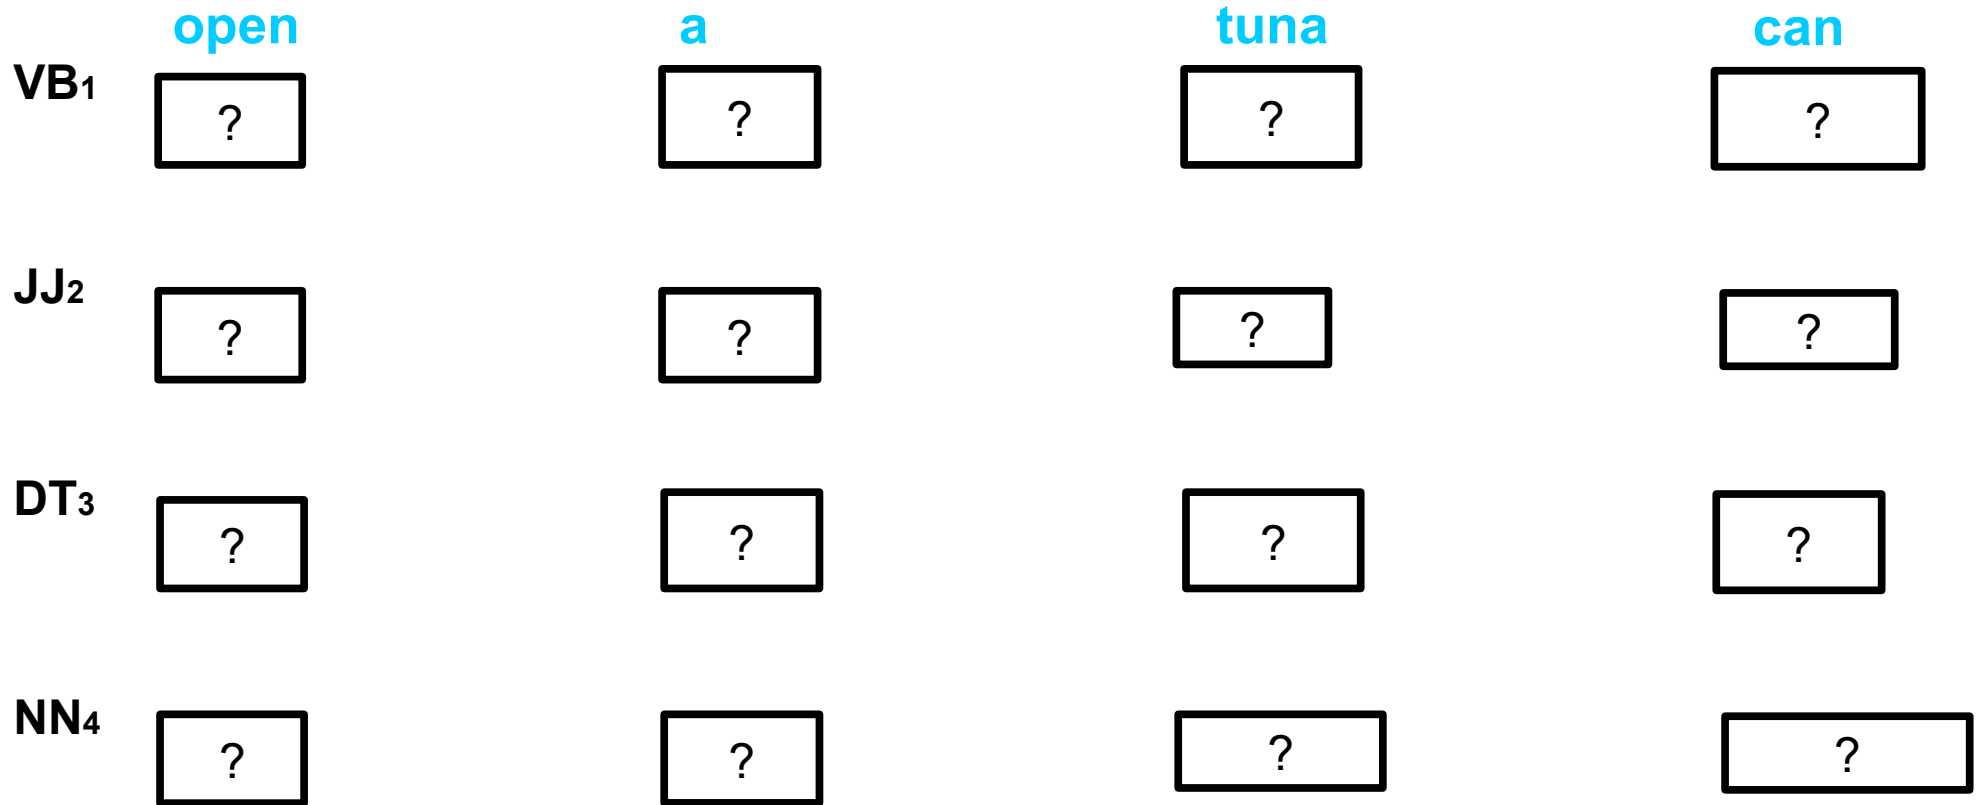 open a tuna can
VB1 ? ? ? ?
JJ2 ? ? ? ?
DT3 ? ? ? ?
NN4 ? ? ? ?